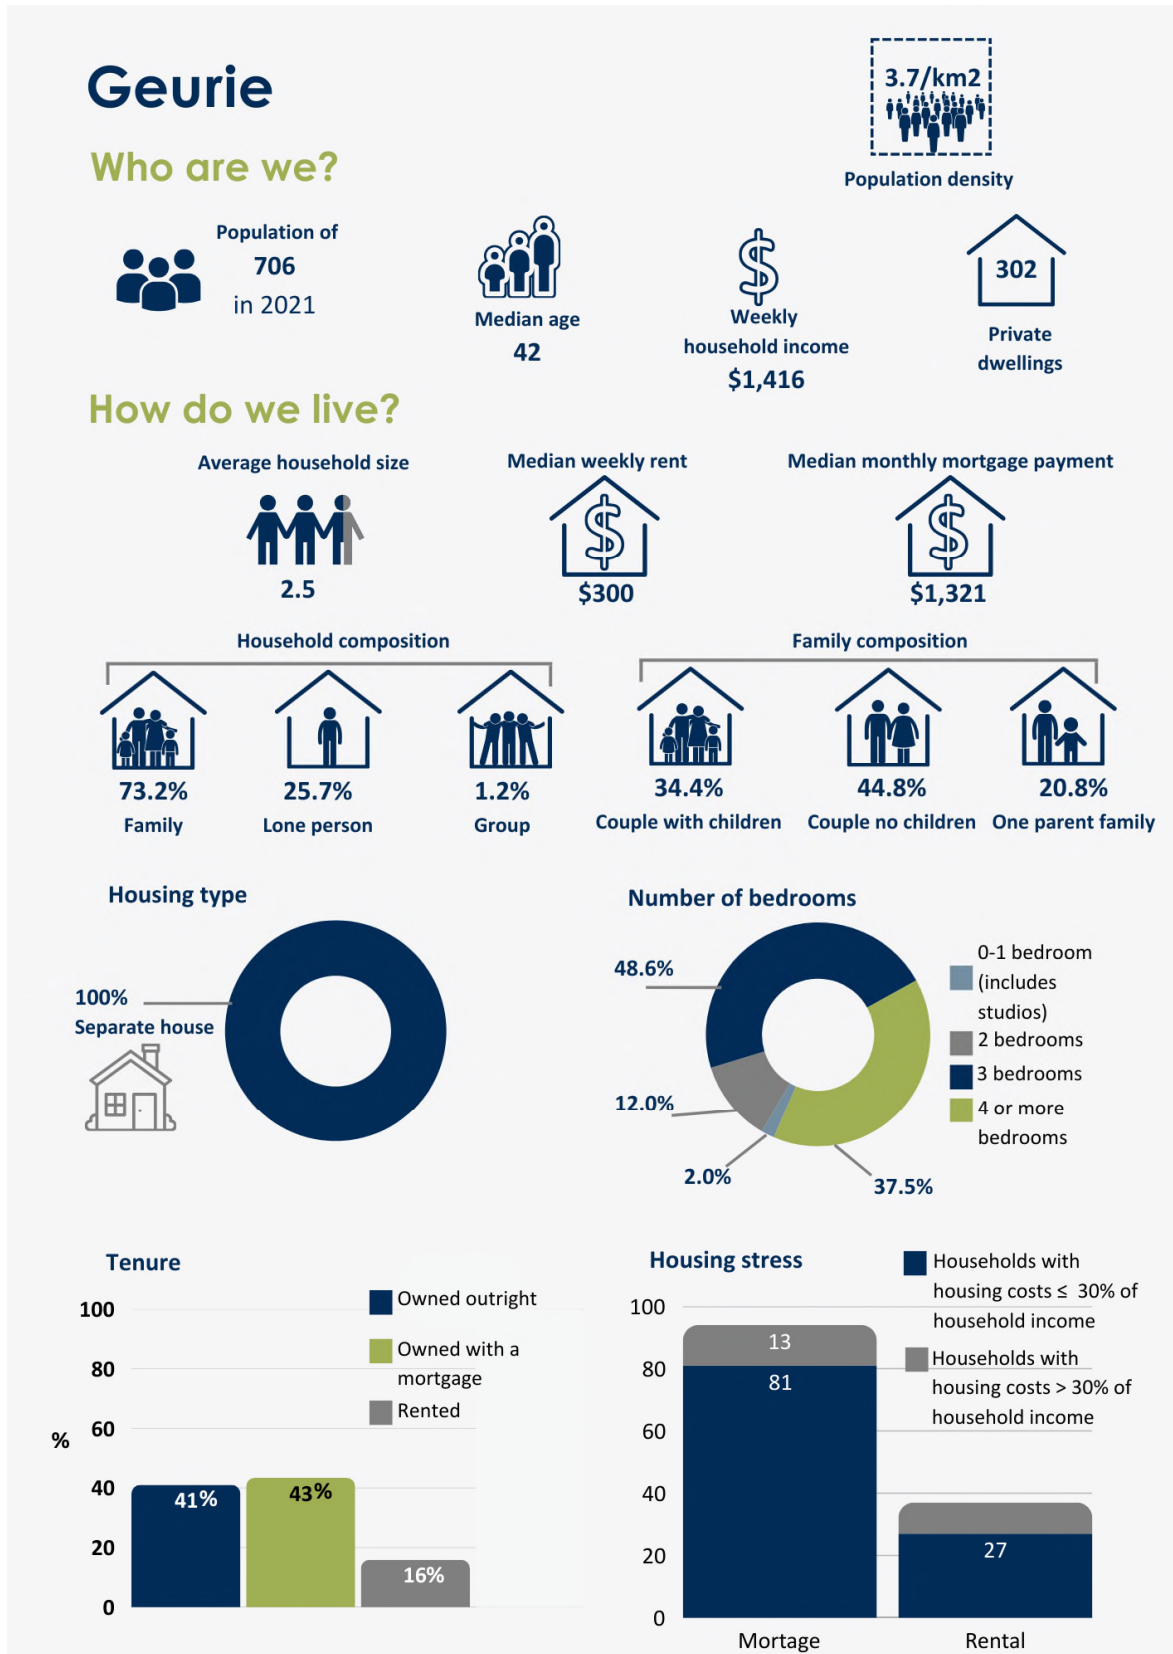 Geurie
3.7/km2
Population density
Who are we?
Population of
706
in 2021
Median age
42
Weekly
household income
$1,416
302
Private
dwellings
How do we live?
Average household size
2.5
Median weekly rent
$300
Median monthly mortgage payment
$1,321
Household composition
73.2%
Family
25.7%
Lone person
1.2%
Group
Family composition
34.4%
Couple with children
44.8%
Couple no children
20.8%
One parent family
Housing type
100%
Separate house
Number of bedrooms
48.6%
12.0%
2.0%
37.5%
0-1 bedroom
(includes
studios)
2 bedrooms
3 bedrooms
4 or more
bedrooms
Tenure
Owned outright
Owned with a
mortgage
Rented
%
100
80
60
40
20
0
41%
43%
16%
Housing stress
Households with
housing costs ≤ 30% of
household income
Households with
housing costs > 30% of
household income
100
80
60
40
20
0
13
81
27
Mortage
Rental